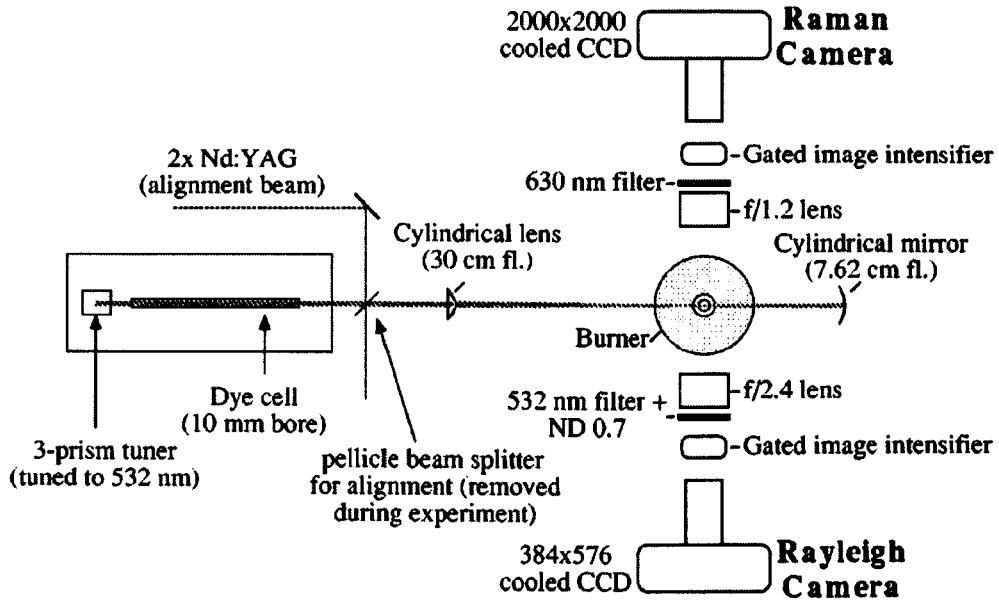 2000x2000
cooled CCD
Raman
Camera
2x Nd:YAG
(alignment beam)
Gated image intensifier
630 nm filter
f/1.2 lens
Cylindrical lens
(30 cm fl.)
Cylindrical mirror
(7.62 cm fl.)
Burner
Dye cell
(10 mm bore)
f/2.4 lens
532 nm filter +
ND 0.7
Gated image intensifier
3-prism tuner
(tuned to 532 nm)
pellicle beam splitter
for alignment (removed
during experiment)
384x576
cooled CCD
Rayleigh
Camera